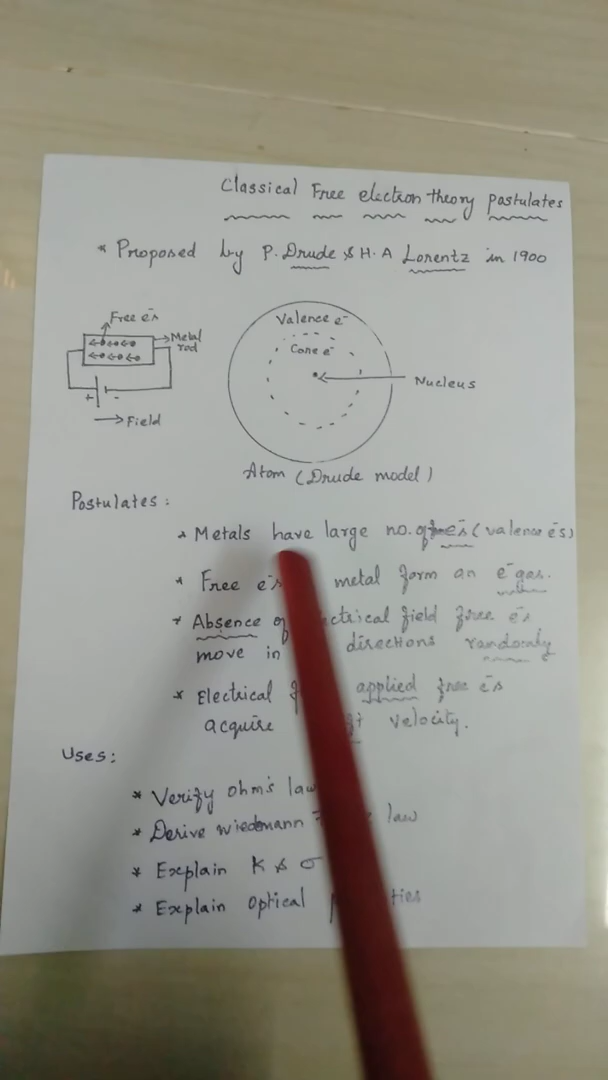 Classical Free electron theory postulates
* Proposed by P. Drude & H. A Lorentz in 1900
Free e⁻s
Metal rod
+ -
→ Field
Valence e⁻
Core e⁻
Nucleus
Atom (Drude model)
Postulates :
* Metals have large no. of e⁻s (valence e⁻s)
* Free e⁻s metal form an e⁻ gas.
* Absence of field free e⁻s
move in directions randomly
* Electrical applied free e⁻s
acquire velocity.
Uses :
* Verify ohm's law
* Derive wiedemann law
* Explain K & σ
* Explain optical